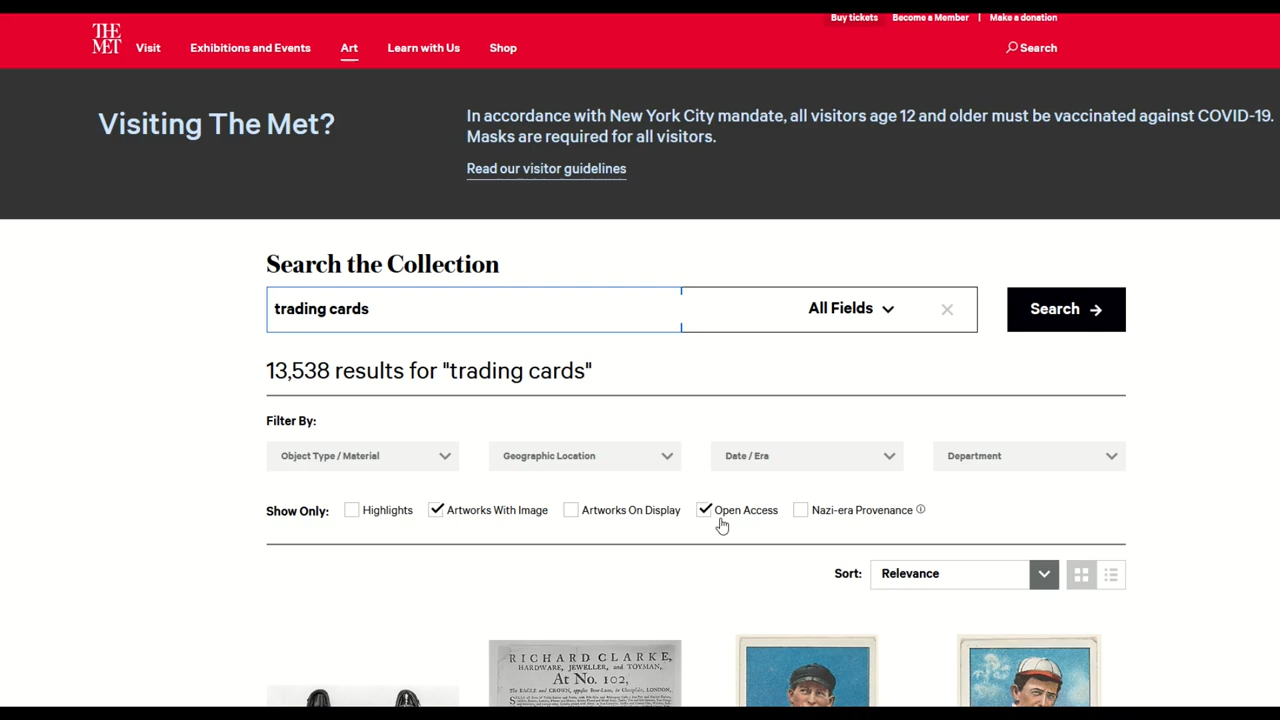 Buy tickets
Become a Member
|
Make a donation
THE
MET
Visit
Exhibitions and Events
Art
Learn with Us
Shop
Search
Visiting The Met?
In accordance with New York City mandate, all visitors age 12 and older must be vaccinated against COVID-19.
Masks are required for all visitors.
Read our visitor guidelines
Search the Collection
trading cards
All Fields
Search
13,538 results for "trading cards"
Filter By:
Object Type / Material
Geographic Location
Date / Era
Department
Show Only:
Highlights
Artworks With Image
Artworks On Display
Open Access
Nazi-era Provenance
Sort:
Relevance
RICHARD CLARKE,
HARDWARE, JEWELLER, and TOYMAN,
At No. 102,